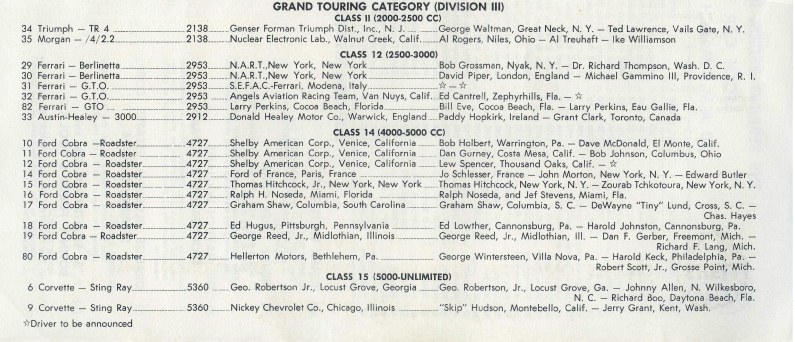 GRAND TOURING CATEGORY (DIVISION III)
CLASS II (2000-2500 CC)
34 Triumph — TR 4 2138 Genser Forman Triumph Dist., Inc., N. J. George Waltman, Great Neck, N. Y. — Ted Lawrence, Vails Gate, N. Y.
35 Morgan — /4/2.2 2138 Nuclear Electronic Lab., Walnut Creek, Calif. Al Rogers, Niles, Ohio — Al Treuhaft — Ike Williamson
CLASS 12 (2500-3000)
29 Ferrari — Berlinetta 2953 N.A.R.T., New York, New York Bob Grossman, Nyak, N. Y. — Dr. Richard Thompson, Wash. D. C.
30 Ferrari — Berlinetta 2953 N.A.R.T., New York, New York David Piper, London, England — Michael Gammino III, Providence, R. I.
31 Ferrari — G.T.O. 2953 S.E.F.A.C.-Ferrari, Modena, Italy ☆ — ☆
32 Ferrari — G.T.O. 2953 Angels Aviation Racing Team, Van Nuys, Calif. Ed Cantrell, Zephyrhills, Fla. — ☆
82 Ferrari — GTO 2953 Larry Perkins, Cocoa Beach, Florida Bill Eve, Cocoa Beach, Fla. — Larry Perkins, Eau Gallie, Fla.
33 Austin-Healey — 3000 2912 Donald Healey Motor Co., Warwick, England Paddy Hopkirk, Ireland — Grant Clark, Toronto, Canada
CLASS 14 (4000-5000 CC)
10 Ford Cobra —Roadster 4727 Shelby American Corp., Venice, California Bob Holbert, Warrington, Pa. — Dave McDonald, El Monte, Calif.
11 Ford Cobra — Roadster 4727 Shelby American Corp., Venice, California Dan Gurney, Costa Mesa, Calif. — Bob Johnson, Columbus, Ohio
12 Ford Cobra — Roadster 4727 Shelby American Corp., Venice, California Lew Spencer, Thousand Oaks, Calif. — ☆
14 Ford Cobra — Roadster 4727 Ford of France, Paris, France Jo Schlesser, France — John Morton, New York, N. Y. — Edward Butler
15 Ford Cobra — Roadster 4727 Thomas Hitchcock, Jr., New York, New York Thomas Hitchcock, New York, N. Y. — Zourab Tchkotoura, New York, N. Y.
16 Ford Cobra — Roadster 4727 Ralph H. Noseda, Miami, Florida Ralph Noseda, and Jef Stevens, Miami, Fla.
17 Ford Cobra — Roadster 4727 Graham Shaw, Columbia, South Carolina Graham Shaw, Columbia, S. C. — DeWayne "Tiny" Lund, Cross, S. C. —
Chas. Hayes
18 Ford Cobra — Roadster 4727 Ed Hugus, Pittsburgh, Pennsylvania Ed Lowther, Cannonsburg, Pa. — Harold Johnston, Cannonsburg, Pa.
19 Ford Cobra — Roadster 4727 George Reed, Jr., Midlothian, Illinois George Reed, Jr., Midlothian, Ill. — Dan F. Gerber, Freemont, Mich. —
Richard F. Lang, Mich.
80 Ford Cobra — Roadster 4727 Hellerton Motors, Bethlehem, Pa. George Wintersteen, Villa Nova, Pa. — Harold Keck, Philadelphia, Pa. —
Robert Scott, Jr., Grosse Point, Mich.
CLASS 15 (5000-UNLIMITED)
6 Corvette — Sting Ray 5360 Geo. Robertson Jr., Locust Grove, Georgia Geo. Robertson, Jr., Locust Grove, Ga. — Johnny Allen, N. Wilkesboro,
N. C. — Richard Boo, Daytona Beach, Fla.
9 Corvette — Sting Ray 5360 Nickey Chevrolet Co., Chicago, Illinois "Skip" Hudson, Montebello, Calif. — Jerry Grant, Kent, Wash.
☆Driver to be announced